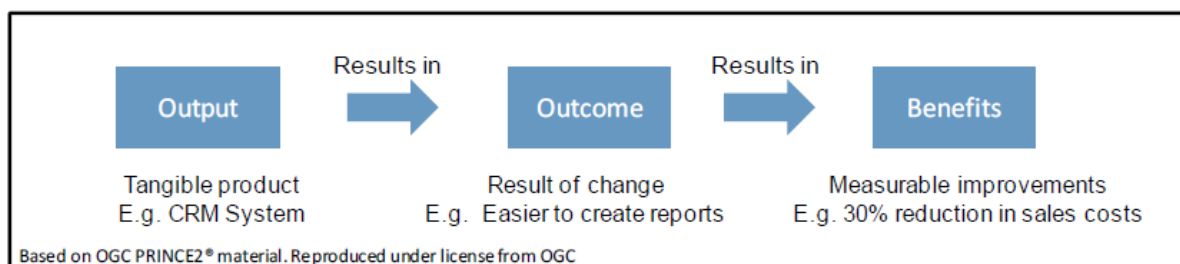 Results in
Results in
Output
Outcome
Benefits
Tangible product
E.g. CRM System
Result of change
E.g. Easier to create reports
Measurable improvements
E.g. 30% reduction in sales costs
Based on OGC PRINCE2® material. Reproduced under license from OGC